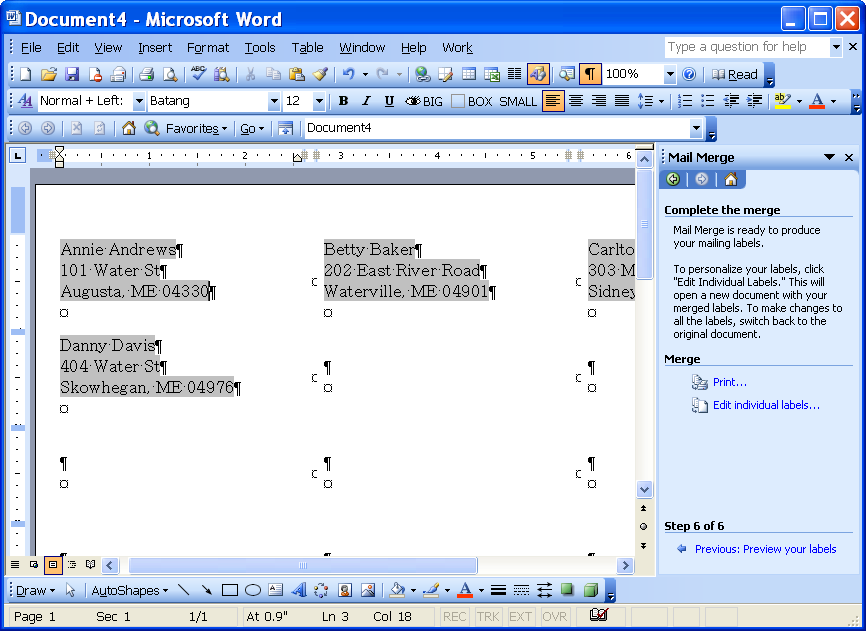 Document4 - Microsoft Word
File Edit View Insert Format Tools Table Window Help Work Type a question for help
100% Read
Normal + Left: Batang 12 B I U BIG BOX SMALL
Favorites Go Document4
1 2 3 4 5 6
Mail Merge
Complete the merge
Mail Merge is ready to produce
your mailing labels.
To personalize your labels, click
"Edit Individual Labels." This will
open a new document with your
merged labels. To make changes to
all the labels, switch back to the
original document.
Merge
Print...
Edit individual labels...
Step 6 of 6
Previous: Preview your labels
Annie·Andrews¶
101·Water·St¶
Augusta,·ME·04330¶
Betty·Baker¶
202·East·River·Road¶
Waterville,·ME·04901¶
Carlto
303·M
Sidney
Danny·Davis¶
404·Water·St¶
Skowhegan,·ME·04976¶
Draw AutoShapes
Page 1 Sec 1 1/1 At 0.9" Ln 3 Col 18 REC TRK EXT OVR